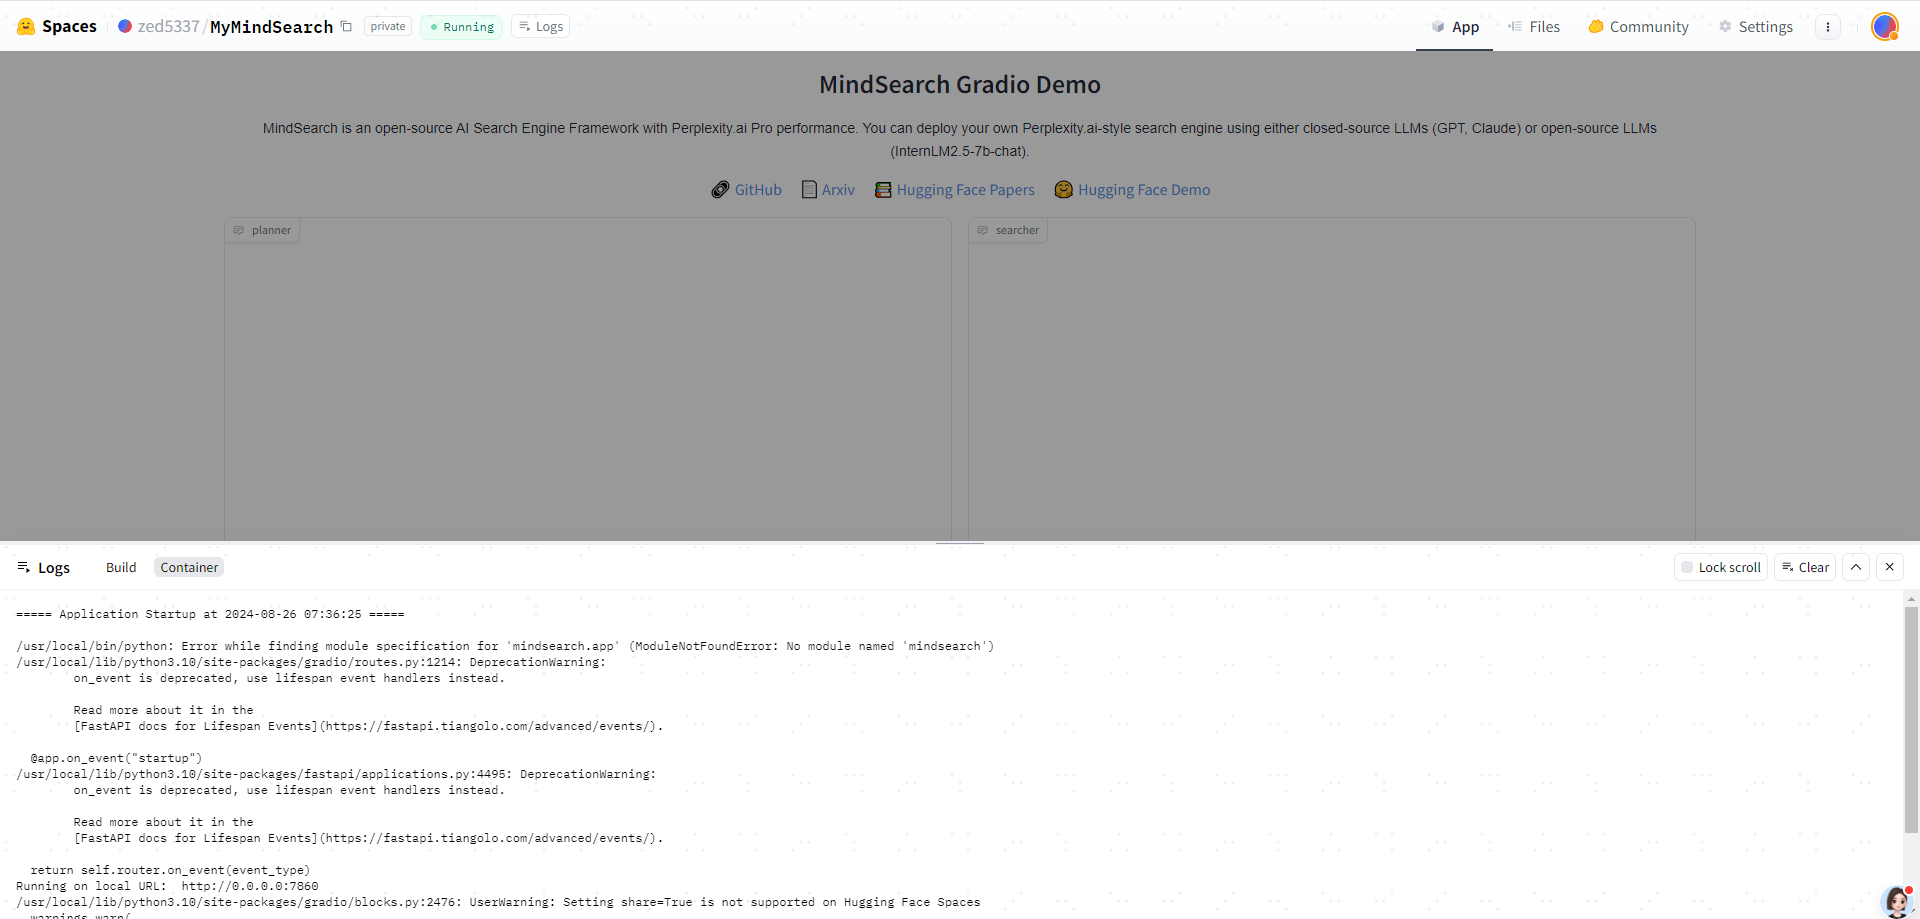 Spaces zed5337/MyMindSearch private Running Logs App Files Community Settings
MindSearch Gradio Demo
MindSearch is an open-source AI Search Engine Framework with Perplexity.ai Pro performance. You can deploy your own Perplexity.ai-style search engine using either closed-source LLMs (GPT, Claude) or open-source LLMs
(InternLM2.5-7b-chat).
GitHub Arxiv Hugging Face Papers Hugging Face Demo
planner searcher
Logs Build Container Lock scroll Clear
===== Application Startup at 2024-08-26 07:36:25 =====
/usr/local/bin/python: Error while finding module specification for 'mindsearch.app' (ModuleNotFoundError: No module named 'mindsearch')
/usr/local/lib/python3.10/site-packages/gradio/routes.py:1214: DeprecationWarning:
on_event is deprecated, use lifespan event handlers instead.
Read more about it in the
[FastAPI docs for Lifespan Events](https://fastapi.tiangolo.com/advanced/events/).
@app.on_event("startup")
/usr/local/lib/python3.10/site-packages/fastapi/applications.py:4495: DeprecationWarning:
on_event is deprecated, use lifespan event handlers instead.
Read more about it in the
[FastAPI docs for Lifespan Events](https://fastapi.tiangolo.com/advanced/events/).
return self.router.on_event(event_type)
Running on local URL:  http://0.0.0.0:7860
/usr/local/lib/python3.10/site-packages/gradio/blocks.py:2476: UserWarning: Setting share=True is not supported on Hugging Face Spaces
warnings.warn(